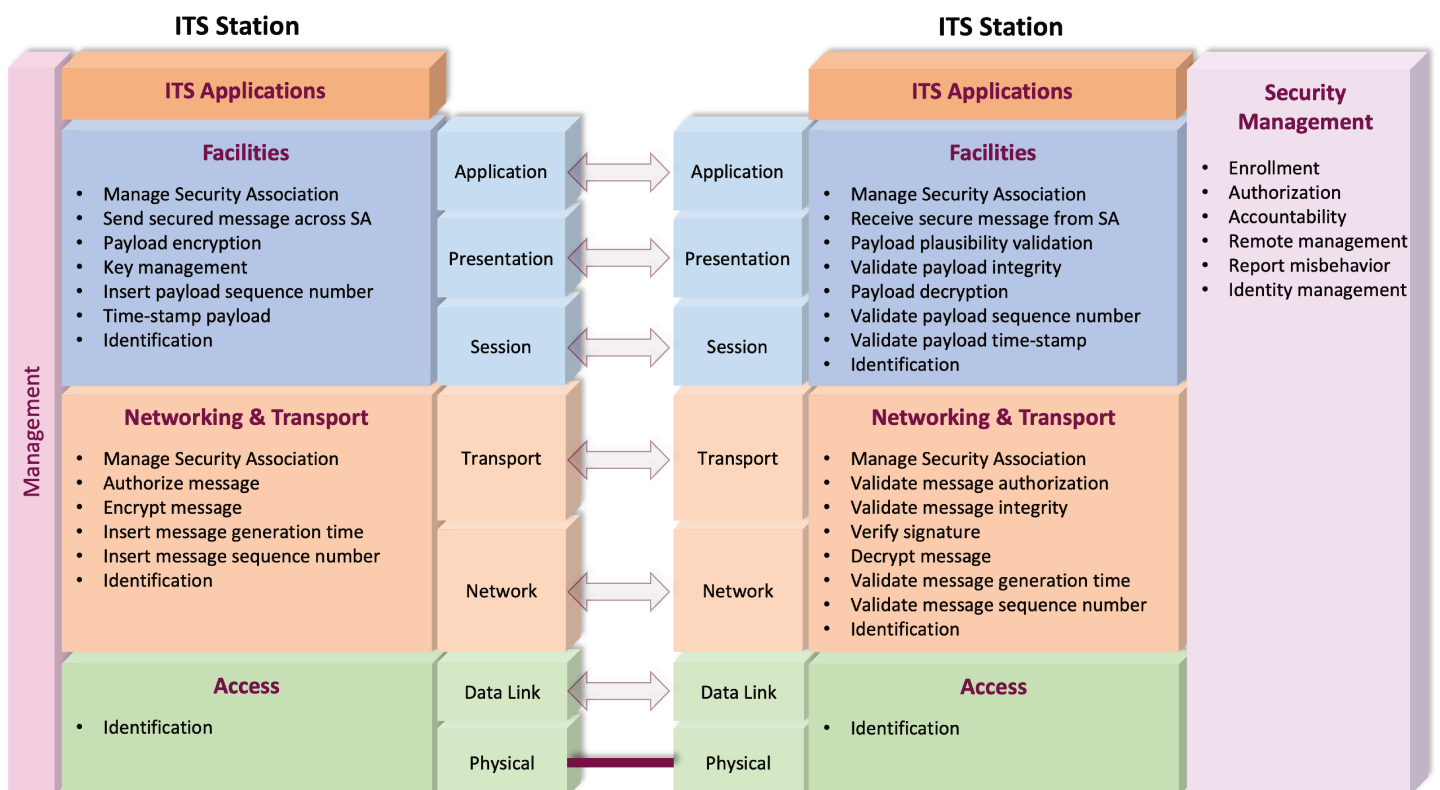 ITS Station
Management
ITS Applications
Facilities
• Manage Security Association
• Send secured message across SA
• Payload encryption
• Key management
• Insert payload sequence number
• Time-stamp payload
• Identification
Networking & Transport
• Manage Security Association
• Authorize message
• Encrypt message
• Insert message generation time
• Insert message sequence number
• Identification
Access
• Identification
Application
Presentation
Session
Transport
Network
Data Link
Physical
ITS Station
Application
Presentation
Session
Transport
Network
Data Link
Physical
ITS Applications
Facilities
• Manage Security Association
• Receive secure message from SA
• Payload plausibility validation
• Validate payload integrity
• Payload decryption
• Validate payload sequence number
• Validate payload time-stamp
• Identification
Networking & Transport
• Manage Security Association
• Validate message authorization
• Validate message integrity
• Verify signature
• Decrypt message
• Validate message generation time
• Validate message sequence number
• Identification
Access
• Identification
Security
Management
• Enrollment
• Authorization
• Accountability
• Remote management
• Report misbehavior
• Identity management